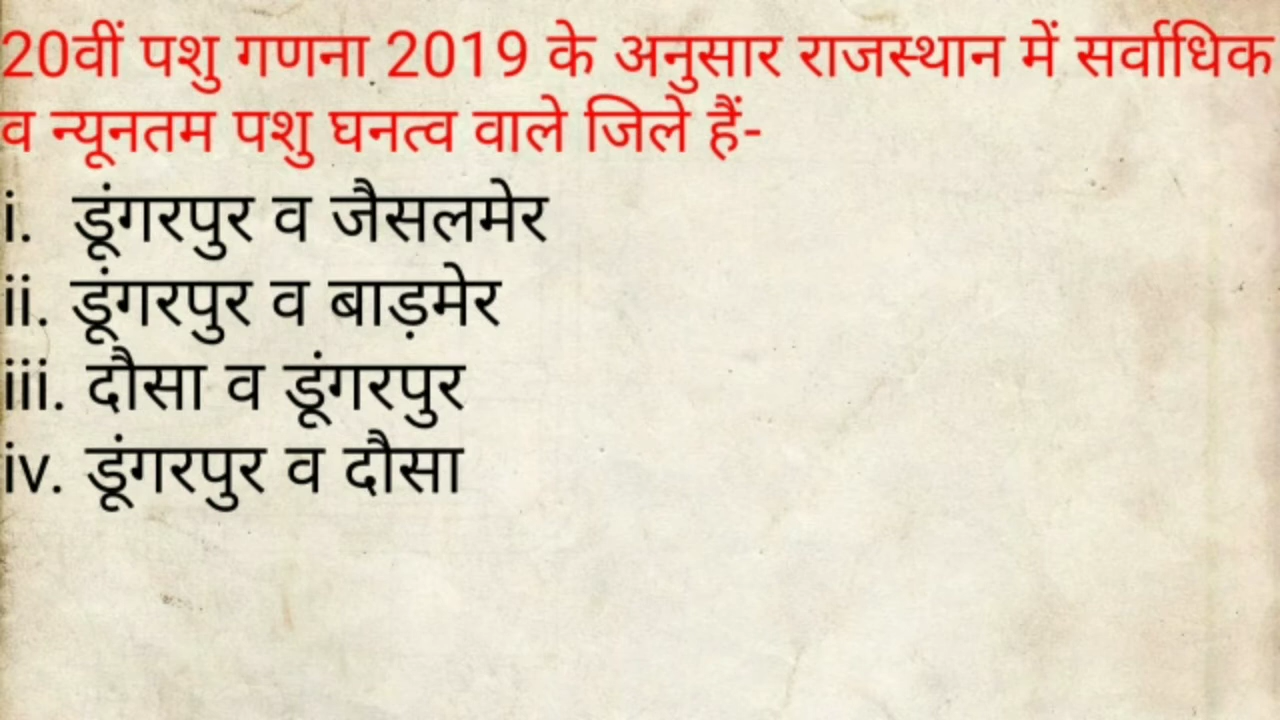 20वीं पशु गणना 2019 के अनुसार राजस्थान में सर्वाधिक
व न्यूनतम पशु घनत्व वाले जिले हैं-
i. डूंगरपुर व जैसलमेर
ii. डूंगरपुर व बाड़मेर
iii. दौसा व डूंगरपुर
iv. डूंगरपुर व दौसा